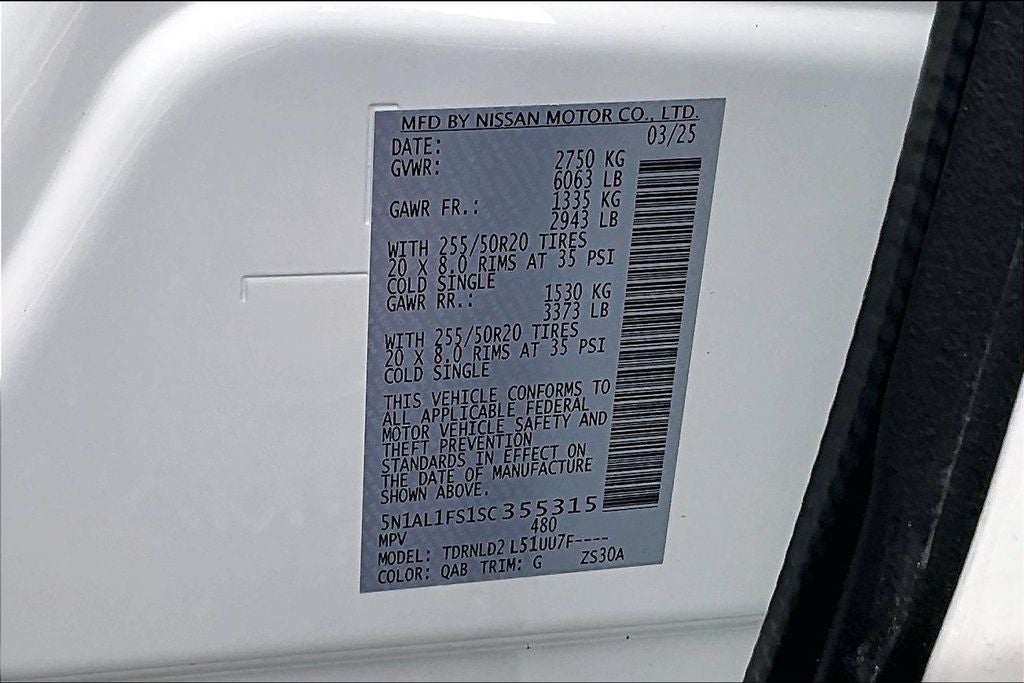 MFD BY NISSAN MOTOR CO., LTD.
DATE: 03/25
GVWR: 2750 KG
6063 LB
GAWR FR.: 1335 KG
2943 LB
WITH 255/50R20 TIRES
20 X 8.0 RIMS AT 35 PSI
COLD SINGLE
GAWR RR.: 1530 KG
3373 LB
WITH 255/50R20 TIRES
20 X 8.0 RIMS AT 35 PSI
COLD SINGLE
THIS VEHICLE CONFORMS TO
ALL APPLICABLE FEDERAL
MOTOR VEHICLE SAFETY AND
THEFT PREVENTION
STANDARDS IN EFFECT ON
THE DATE OF MANUFACTURE
SHOWN ABOVE.
5N1AL1FS1SC355315
MPV 480
MODEL: TDRNLD2 L51UU7F----
COLOR: QAB TRIM: G ZS30A